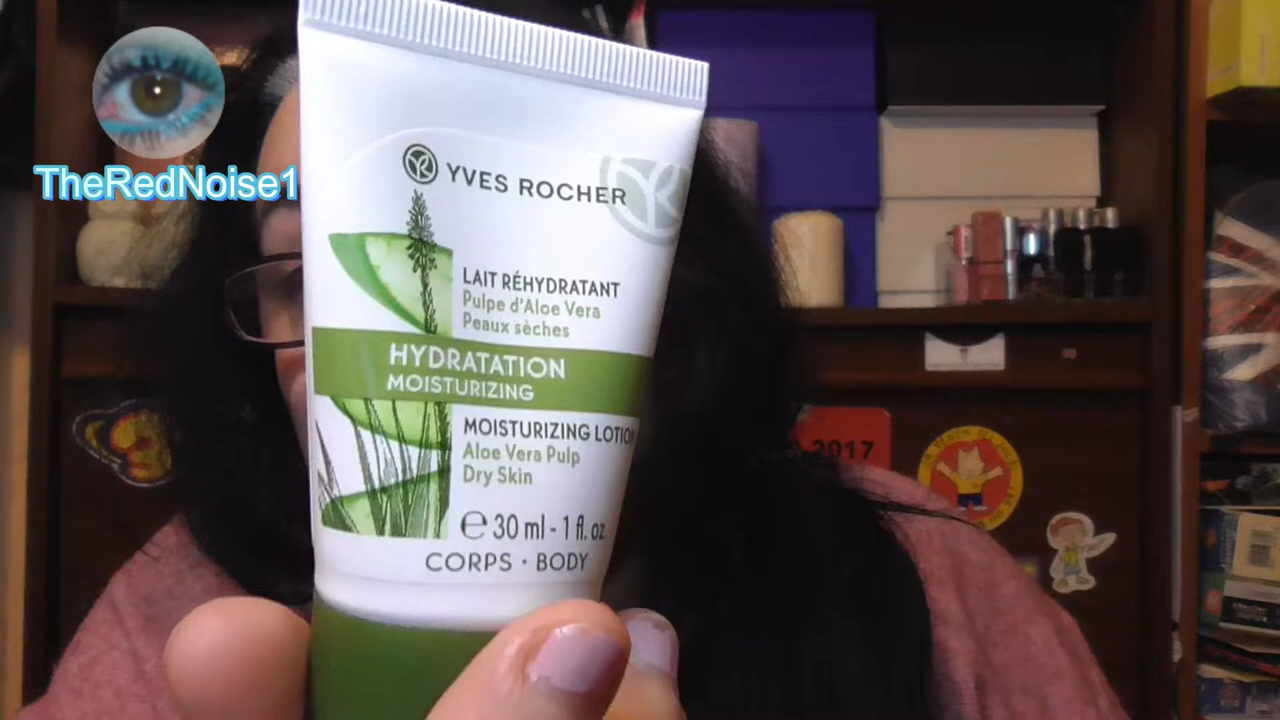 TheRedNoise1
YVES ROCHER
LAIT RÉHYDRATANT
Pulpe d'Aloe Vera
Peaux sèches
HYDRATATION
MOISTURIZING
MOISTURIZING LOTION
Aloe Vera Pulp
Dry Skin
℮ 30 ml - 1 fl. oz
CORPS • BODY
2017